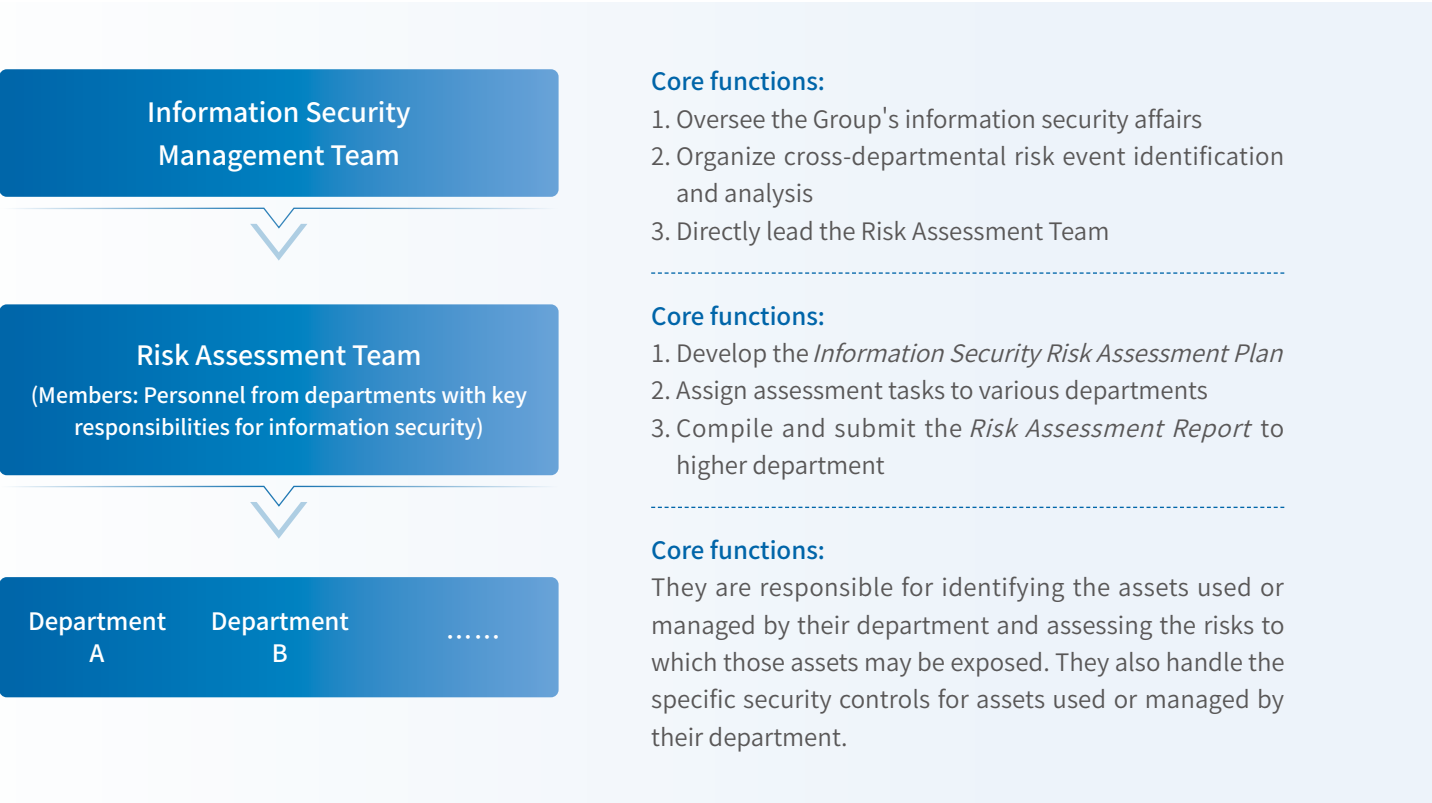 Information Security
Management Team
Core functions:
1. Oversee the Group's information security affairs
2. Organize cross-departmental risk event identification
and analysis
3. Directly lead the Risk Assessment Team
Risk Assessment Team
(Members: Personnel from departments with key
responsibilities for information security)
Core functions:
1. Develop the Information Security Risk Assessment Plan
2. Assign assessment tasks to various departments
3. Compile and submit the Risk Assessment Report to
higher department
Department
A
Department
B
……
Core functions:
They are responsible for identifying the assets used or
managed by their department and assessing the risks to
which those assets may be exposed. They also handle the
specific security controls for assets used or managed by
their department.